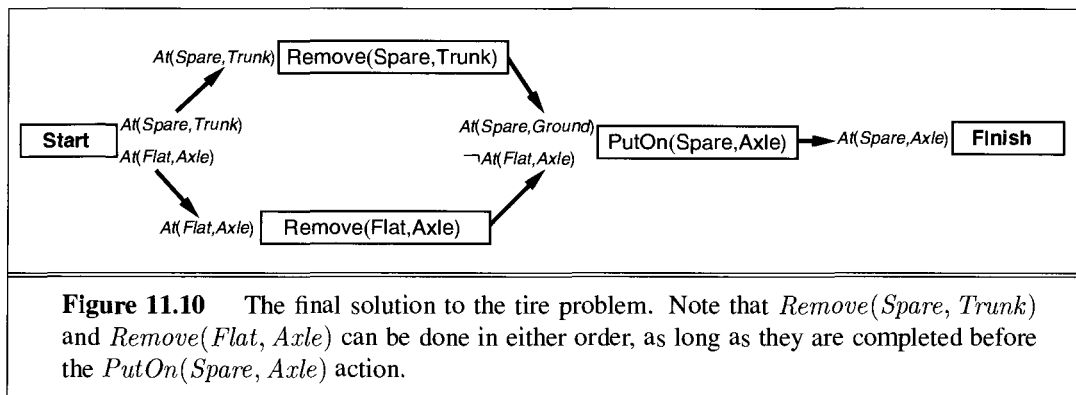 At(Spare,Trunk) Remove(Spare,Trunk)
Start At(Spare,Trunk) At(Spare,Ground) PutOn(Spare,Axle) At(Spare,Axle) Finish
At(Flat,Axle) ¬At(Flat,Axle)
At(Flat,Axle) Remove(Flat,Axle)
Figure 11.10 The final solution to the tire problem. Note that Remove(Spare, Trunk)
and Remove(Flat, Axle) can be done in either order, as long as they are completed before
the PutOn(Spare, Axle) action.